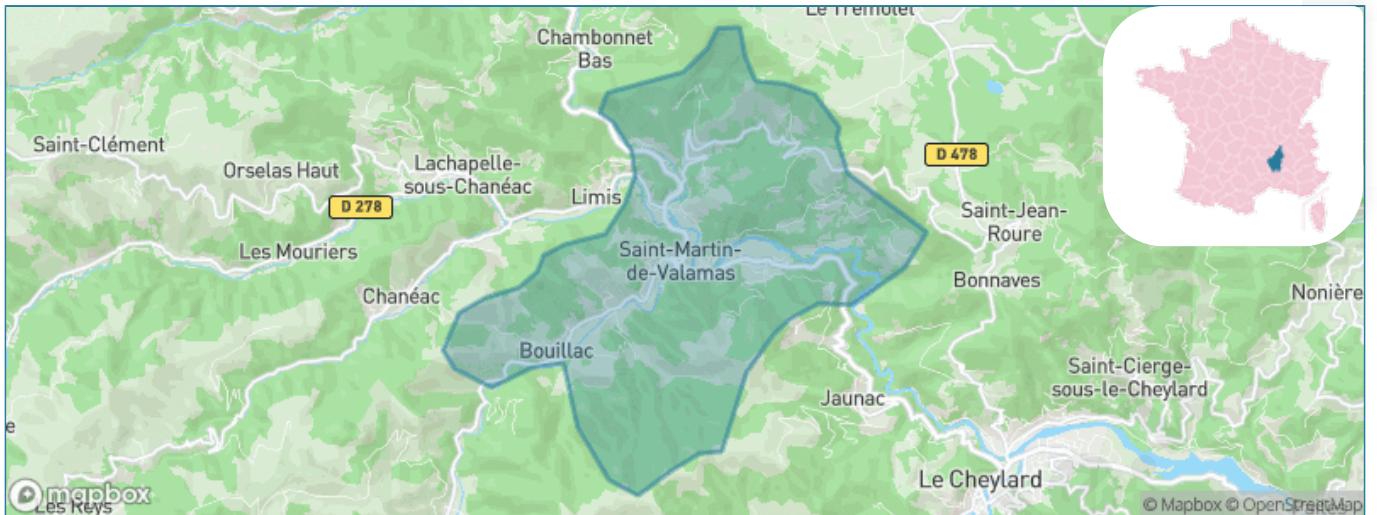 Le Trémolet
Chambonnet
Bas
Saint-Clément
Orselas Haut
Lachapelle-
sous-Chanéac
D 478
Limis
D 278
Saint-Jean-
Roure
Les Mouriers
Saint-Martin-
de-Valamas
Bonnaves
Chanéac
Nonière
Bouillac
Saint-Cierge-
sous-le-Cheylard
Jaunac
e
Le Cheylard
mapbox
Les Reys
© Mapbox © OpenStreetMap